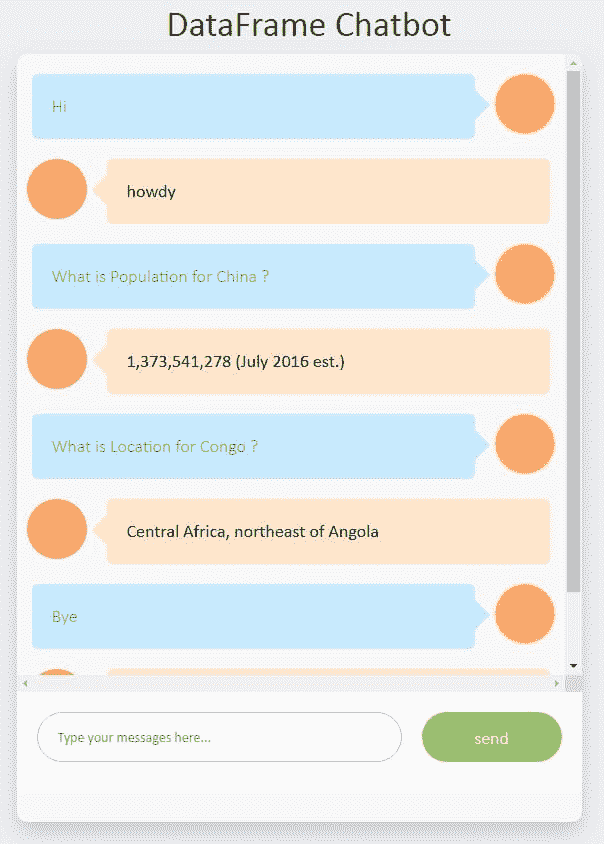 DataFrame Chatbot
Hi
howdy
What is Population for China ?
1,373,541,278 (July 2016 est.)
What is Location for Congo ?
Central Africa, northeast of Angola
Bye
Type your messages here...
send